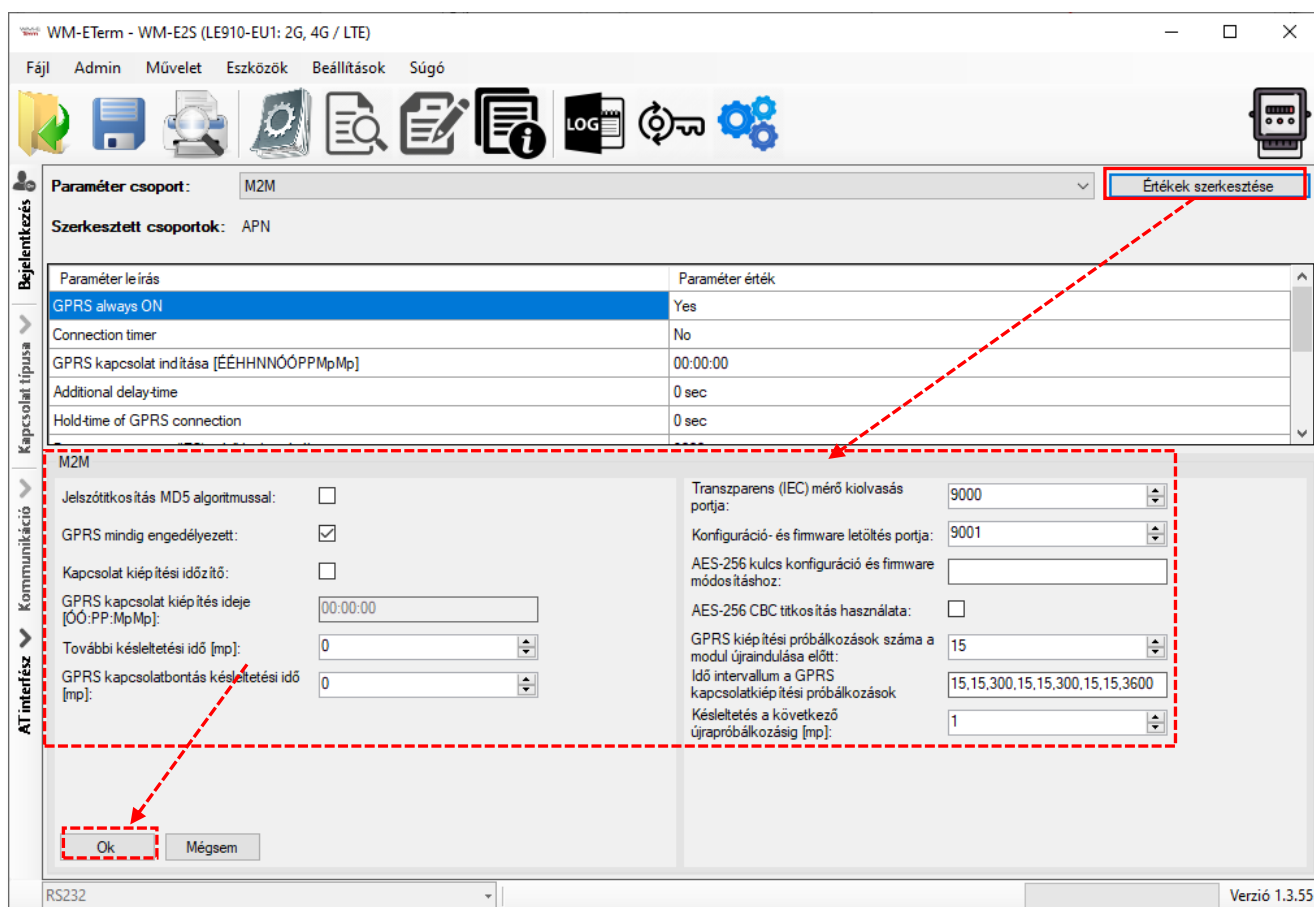 WM-ETerm - WM-E2S (LE910-EU1: 2G, 4G / LTE)
Fájl Admin Művelet Eszközök Beállítások Súgó
LOG
Paraméter csoport: M2M Értékek szerkesztése
Szerkesztett csoportok: APN
Bejelentkezés
Kapcsolat típusa
Kommunikáció
AT interfész
Paraméter leírás Paraméter érték
GPRS always ON Yes
Connection timer No
GPRS kapcsolat indítása [ÉÉHHNNÓÓPPMpMp] 00:00:00
Additional delay-time 0 sec
Hold-time of GPRS connection 0 sec
M2M
Jelszótitkosítás MD5 algoritmussal:
GPRS mindig engedélyezett:
Kapcsolat kiépítési időzítő:
GPRS kapcsolat kiépítés ideje
[ÓÓ:PP:MpMp]: 00:00:00
További késleltetési idő [mp]: 0
GPRS kapcsolatbontás késleltetési idő
[mp]: 0
Transzparens (IEC) mérő kiolvasás
portja: 9000
Konfiguráció- és firmware letöltés portja: 9001
AES-256 kulcs konfiguráció és firmware
módosításhoz:
AES-256 CBC titkosítás használata:
GPRS kiépítési próbálkozások száma a
modul újraindulása előtt: 15
Idő intervallum a GPRS
kapcsolatkiépítési próbálkozások 15,15,300,15,15,300,15,15,3600
Késleltetés a következő
újrapróbálkozásig [mp]: 1
Ok Mégsem
RS232 Verzió 1.3.55